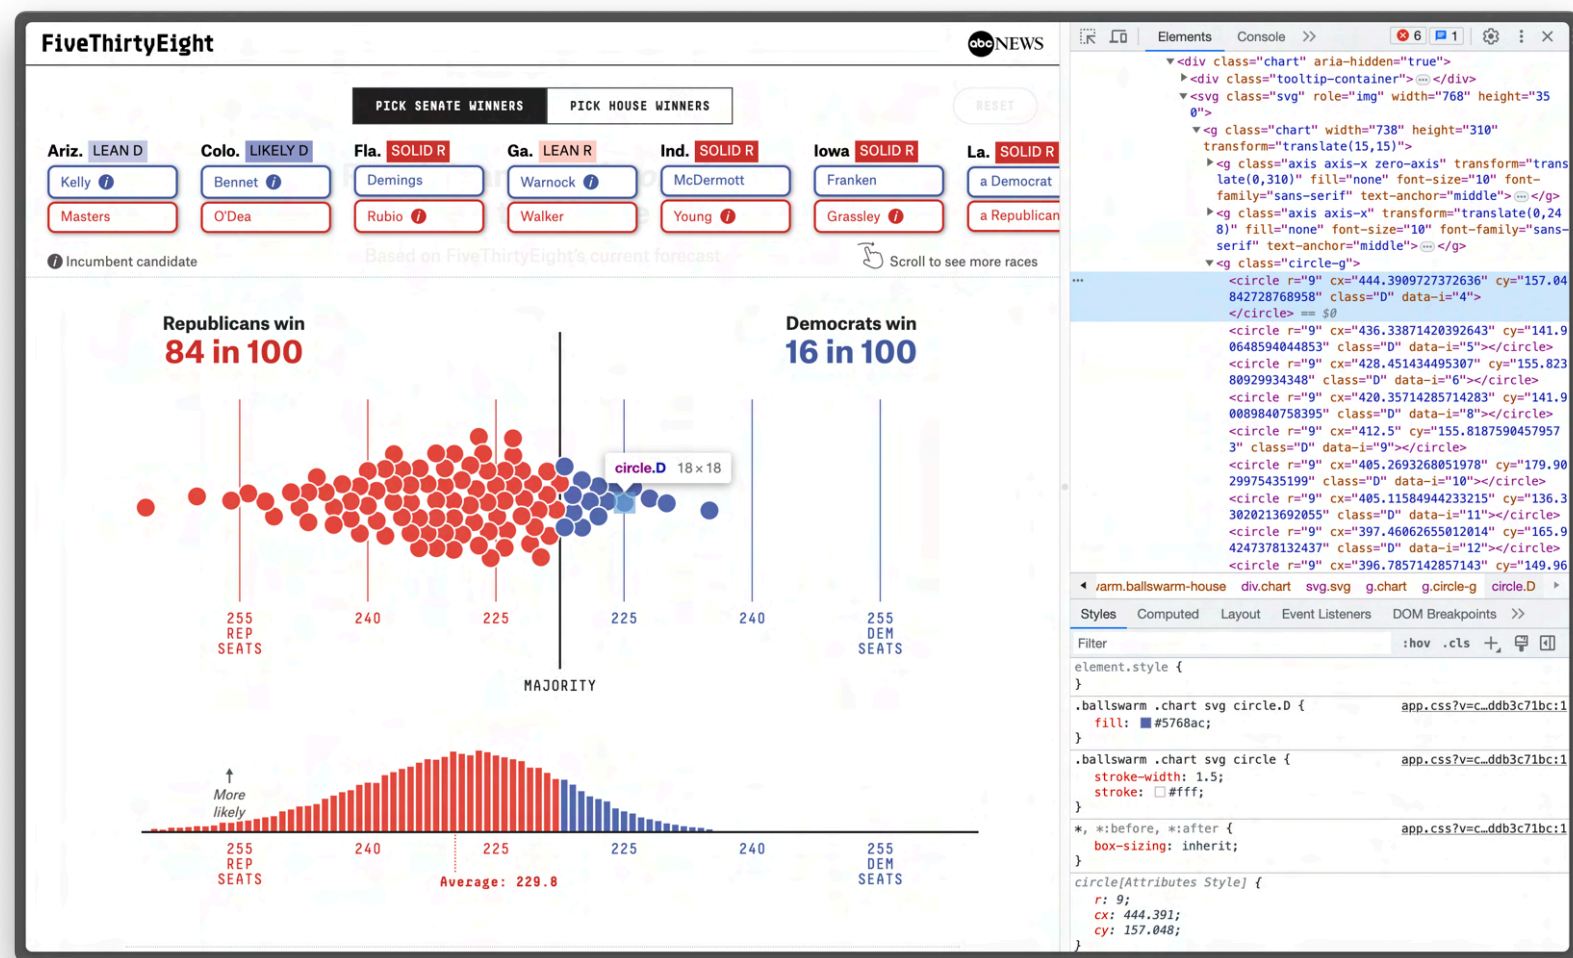 FiveThirtyEight
abc NEWS
PICK SENATE WINNERS
PICK HOUSE WINNERS
RESET
Ariz. LEAN D
Kelly i
Masters
Colo. LIKELY D
Bennet i
O'Dea
Fla. SOLID R
Demings
Rubio i
Ga. LEAN R
Warnock i
Walker
Ind. SOLID R
McDermott
Young i
Iowa SOLID R
Franken
Grassley i
La. SOLID R
a Democrat
a Republican
i Incumbent candidate
Based on FiveThirtyEight's current forecast
Scroll to see more races
Republicans win
84 in 100
Democrats win
16 in 100
circle.D 18×18
255
REP
SEATS
240
225
225
240
255
DEM
SEATS
MAJORITY
↑
More
likely
255
REP
SEATS
240
225
225
240
255
DEM
SEATS
Average: 229.8
Elements
Console
6
1
▼<div class="chart" aria-hidden="true">
▶<div class="tooltip-container">…</div>
▼<svg class="svg" role="img" width="768" height="35
0">
▼<g class="chart" width="738" height="310"
transform="translate(15,15)">
▶<g class="axis axis-x zero-axis" transform="trans
late(0,310)" fill="none" font-size="10" font-
family="sans-serif" text-anchor="middle">…</g>
▶<g class="axis axis-x" transform="translate(0,24
8)" fill="none" font-size="10" font-family="sans-
serif" text-anchor="middle">…</g>
▼<g class="circle-g">
<circle r="9" cx="444.3909727372636" cy="157.04
842728768958" class="D" data-i="4">
</circle> == $0
<circle r="9" cx="436.33871420392643" cy="141.9
0648594044853" class="D" data-i="5"></circle>
<circle r="9" cx="428.451434495307" cy="155.823
80929934348" class="D" data-i="6"></circle>
<circle r="9" cx="420.35714285714283" cy="141.9
0089840758395" class="D" data-i="8"></circle>
<circle r="9" cx="412.5" cy="155.8187590457957
3" class="D" data-i="9"></circle>
<circle r="9" cx="405.2693268051978" cy="179.90
29975435199" class="D" data-i="10"></circle>
<circle r="9" cx="405.11584944233215" cy="136.3
3020213692055" class="D" data-i="11"></circle>
<circle r="9" cx="397.46062655012014" cy="165.9
4247378132437" class="D" data-i="12"></circle>
<circle r="9" cx="396.7857142857143" cy="149.96
varm.ballswarm-house div.chart svg.svg g.chart g.circle-g circle.D
Styles Computed Layout Event Listeners DOM Breakpoints
Filter
:hov .cls
element.style {
}
.ballswarm .chart svg circle.D { app.css?v=c…ddb3c71bc:1
fill: #5768ac;
}
.ballswarm .chart svg circle { app.css?v=c…ddb3c71bc:1
stroke-width: 1.5;
stroke: #fff;
}
*, *:before, *:after { app.css?v=c…ddb3c71bc:1
box-sizing: inherit;
}
circle[Attributes Style] {
r: 9;
cx: 444.391;
cy: 157.048;
}